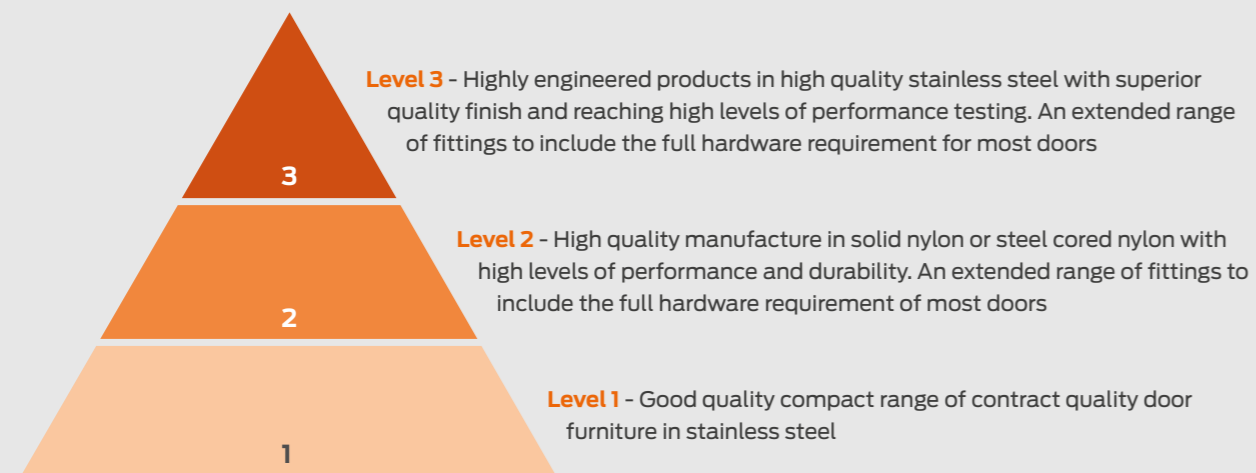 Level 3 - Highly engineered products in high quality stainless steel with superior
quality finish and reaching high levels of performance testing. An extended range
of fittings to include the full hardware requirement for most doors
3
Level 2 - High quality manufacture in solid nylon or steel cored nylon with
high levels of performance and durability. An extended range of fittings to
include the full hardware requirement of most doors
2
Level 1 - Good quality compact range of contract quality door
furniture in stainless steel
1